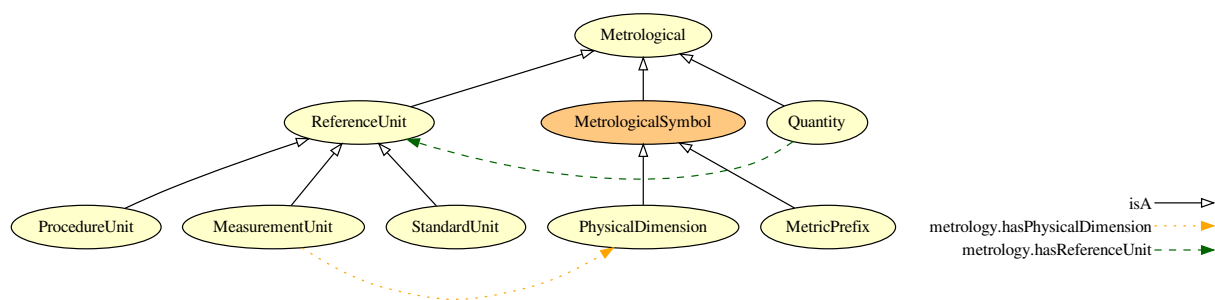 Metrological
ReferenceUnit
MetrologicalSymbol
Quantity
ProcedureUnit
MeasurementUnit
StandardUnit
PhysicalDimension
MetricPrefix
isA
metrology.hasPhysicalDimension
metrology.hasReferenceUnit